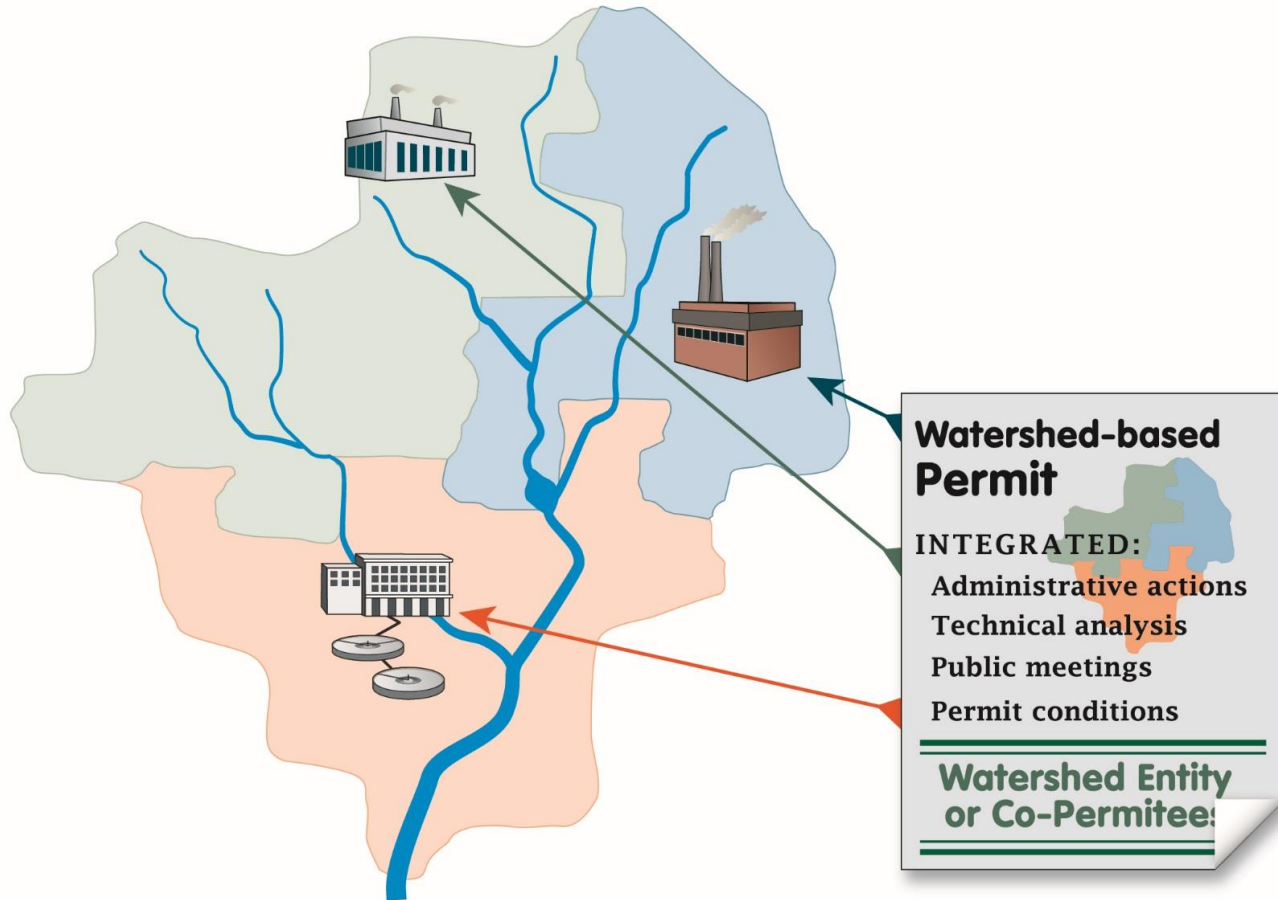 Watershed-based
Permit
INTEGRATED:
Administrative actions
Technical analysis
Public meetings
Permit conditions
Watershed Entity
or Co-Permitees